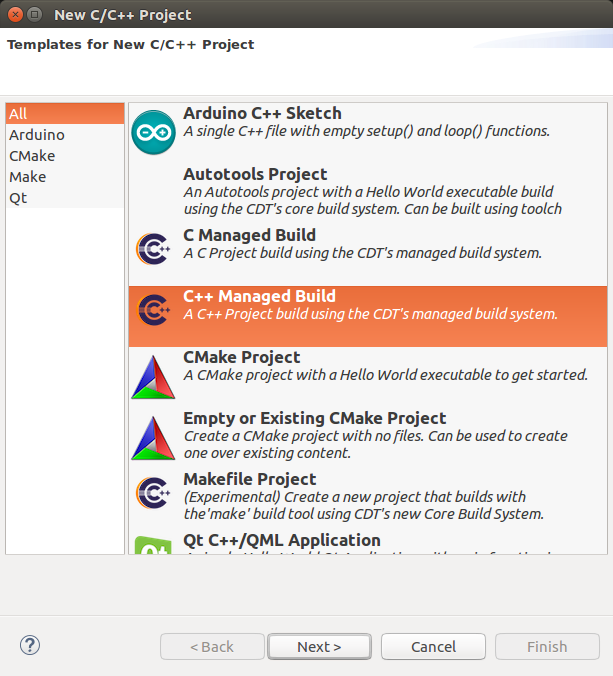 New C/C++ Project
Templates for New C/C++ Project
All
Arduino
CMake
Make
Qt
Arduino C++ Sketch
A single C++ file with empty setup() and loop() functions.
Autotools Project
An Autotools project with a Hello World executable build
using the CDT's core build system. Can be built using toolch
C Managed Build
A C Project build using the CDT's managed build system.
C++ Managed Build
A C++ Project build using the CDT's managed build system.
CMake Project
A CMake project with a Hello World executable to get started.
Empty or Existing CMake Project
Create a CMake project with no files. Can be used to create
one over existing content.
Makefile Project
(Experimental) Create a new project that builds with
the'make' build tool using CDT's new Core Build System.
Qt C++/QML Application
< Back
Next >
Cancel
Finish